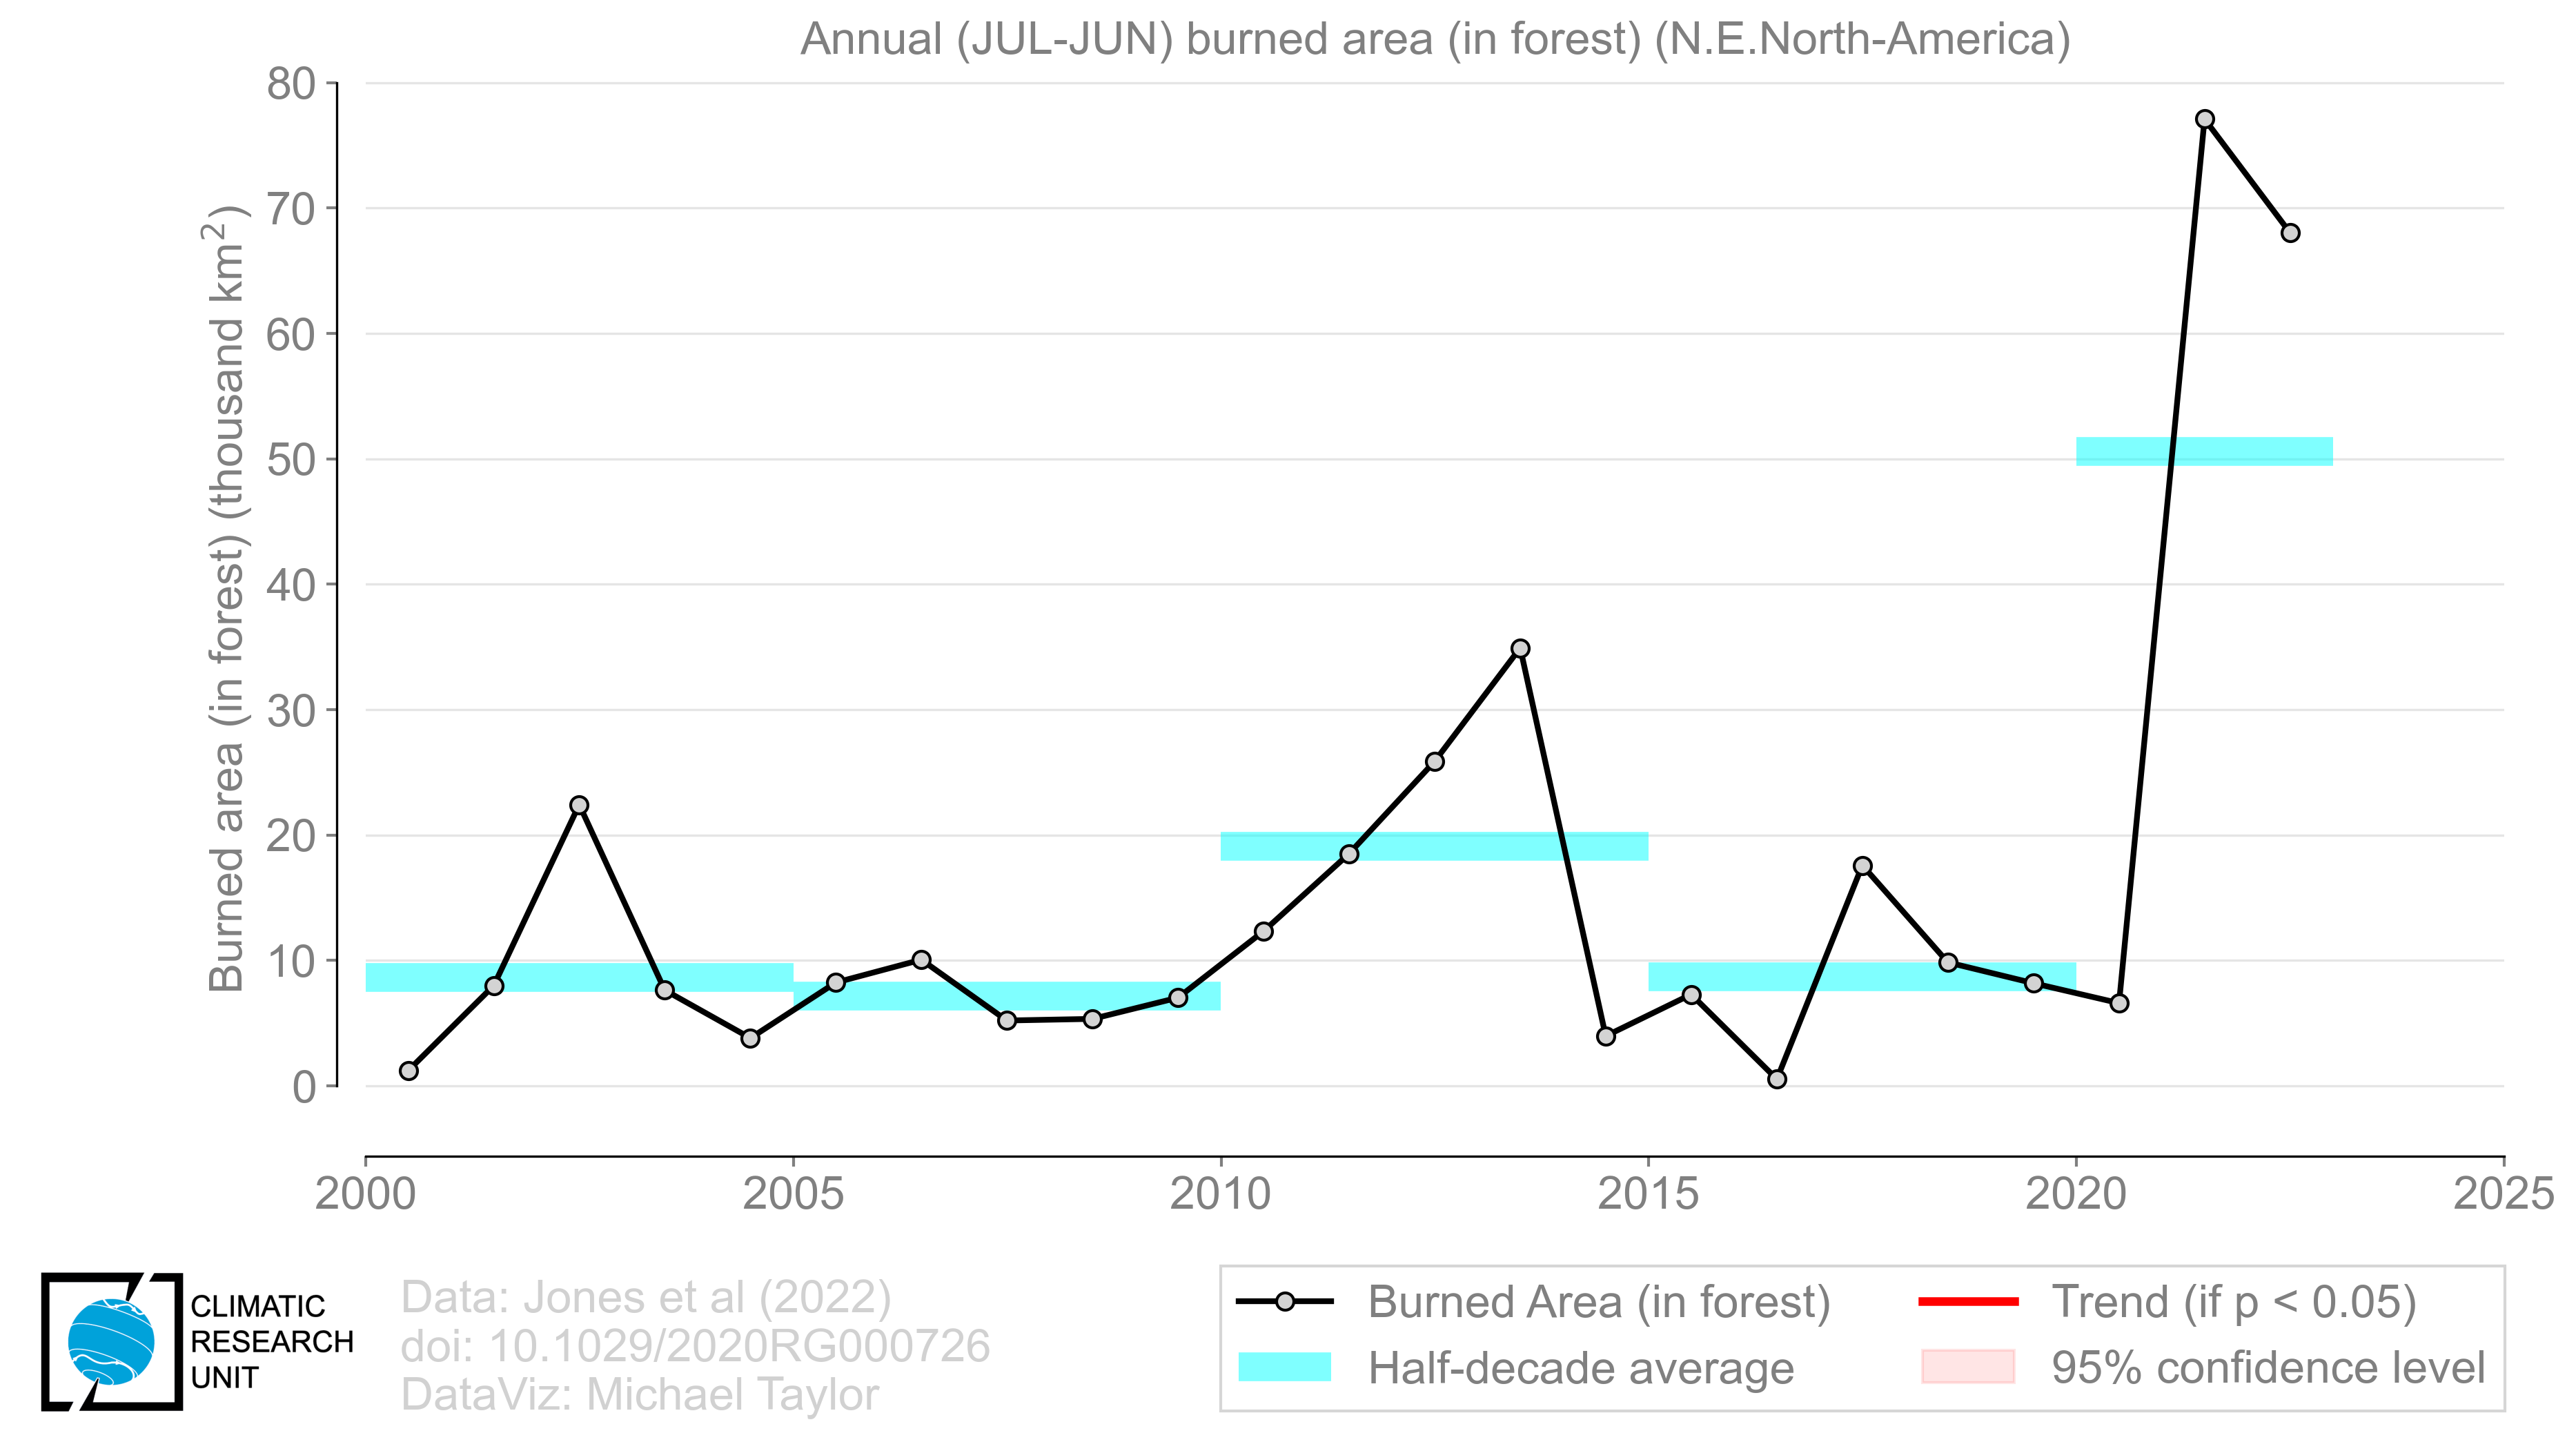 Annual (JUL-JUN) burned area (in forest) (N.E.North-America)
Burned area (in forest) (thousand km²)
80
70
60
50
40
30
20
10
0
2000 2005 2010 2015 2020 2025
CLIMATIC
RESEARCH
UNIT
Data: Jones et al (2022)
doi: 10.1029/2020RG000726
DataViz: Michael Taylor
Burned Area (in forest)
Half-decade average
Trend (if p < 0.05)
95% confidence level